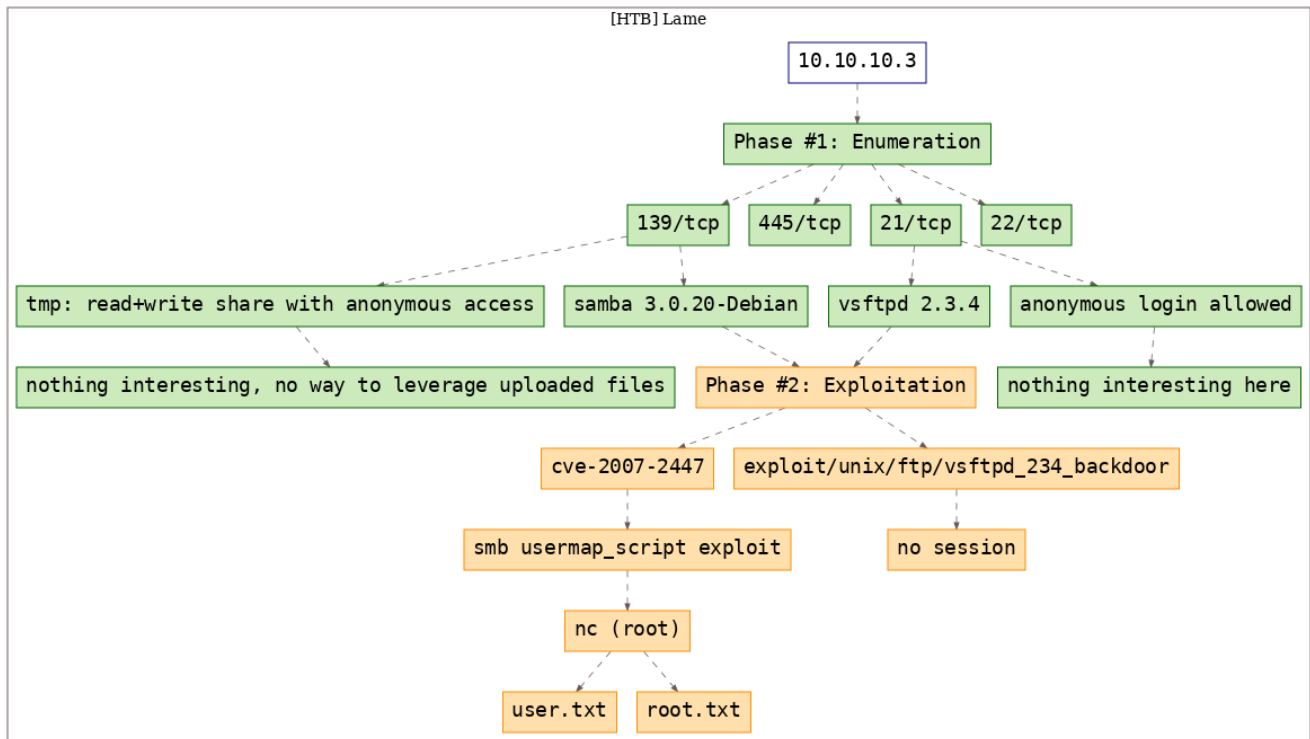 [HTB] Lame
10.10.10.3
Phase #1: Enumeration
139/tcp
445/tcp
21/tcp
22/tcp
tmp: read+write share with anonymous access
samba 3.0.20-Debian
vsftpd 2.3.4
anonymous login allowed
nothing interesting, no way to leverage uploaded files
Phase #2: Exploitation
nothing interesting here
cve-2007-2447
exploit/unix/ftp/vsftpd_234_backdoor
smb usermap_script exploit
no session
nc (root)
user.txt
root.txt